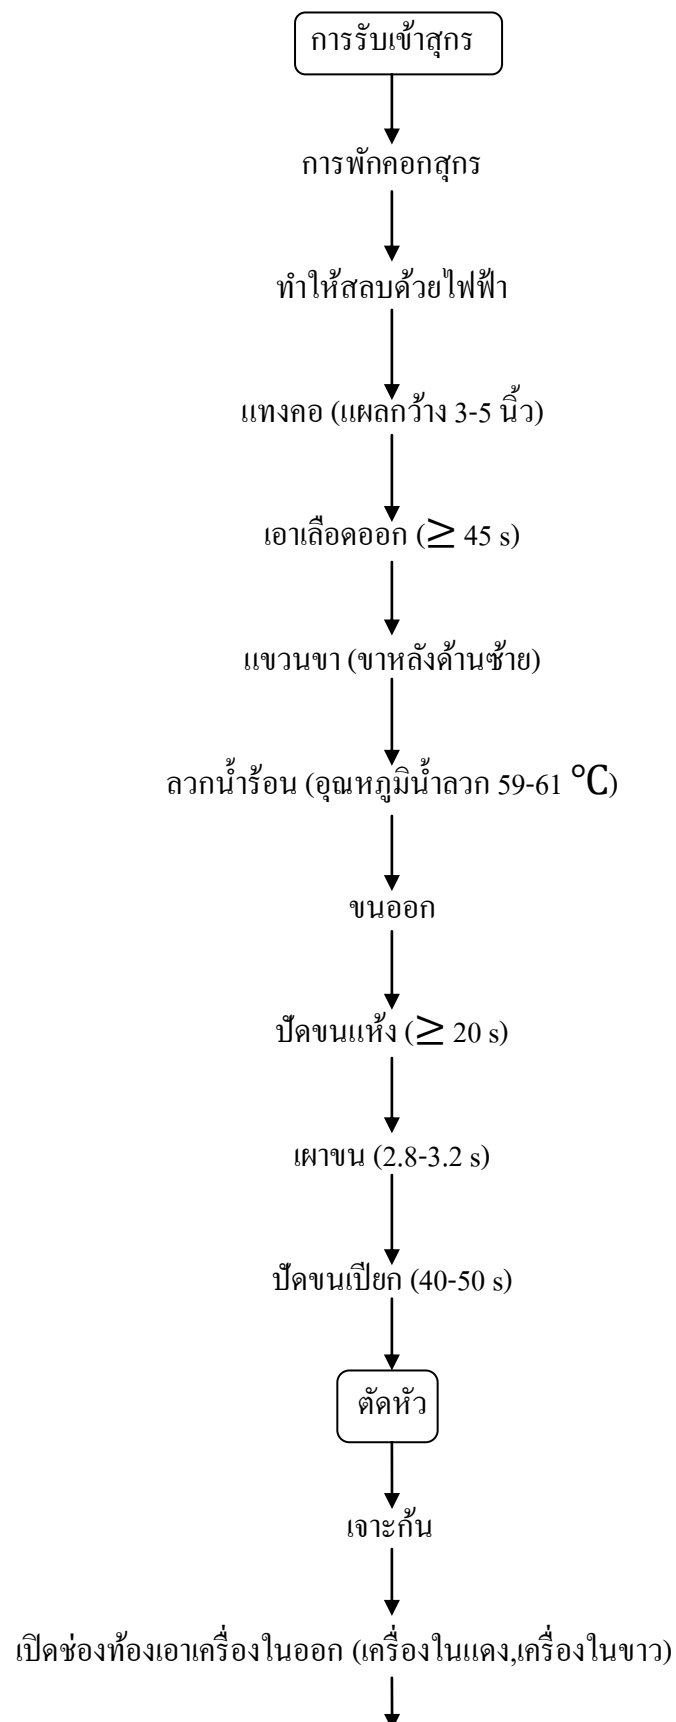 การรับเข้าสุกร
การพักคอกสุกร
ทำให้สลบด้วยไฟฟ้า
แทงคอ (แผลกว้าง 3-5 นิ้ว)
เอาเลือดออก (≥ 45 s)
แขวนขา (ขาหลังด้านซ้าย)
ลวกน้ำร้อน (อุณหภูมิน้ำลวก 59-61 °C)
ขนออก
ปัดขนแห้ง (≥ 20 s)
เผาขน (2.8-3.2 s)
ปัดขนเปียก (40-50 s)
ตัดหัว
เจาะก้น
เปิดช่องท้องเอาเครื่องในออก (เครื่องในแดง,เครื่องในขาว)